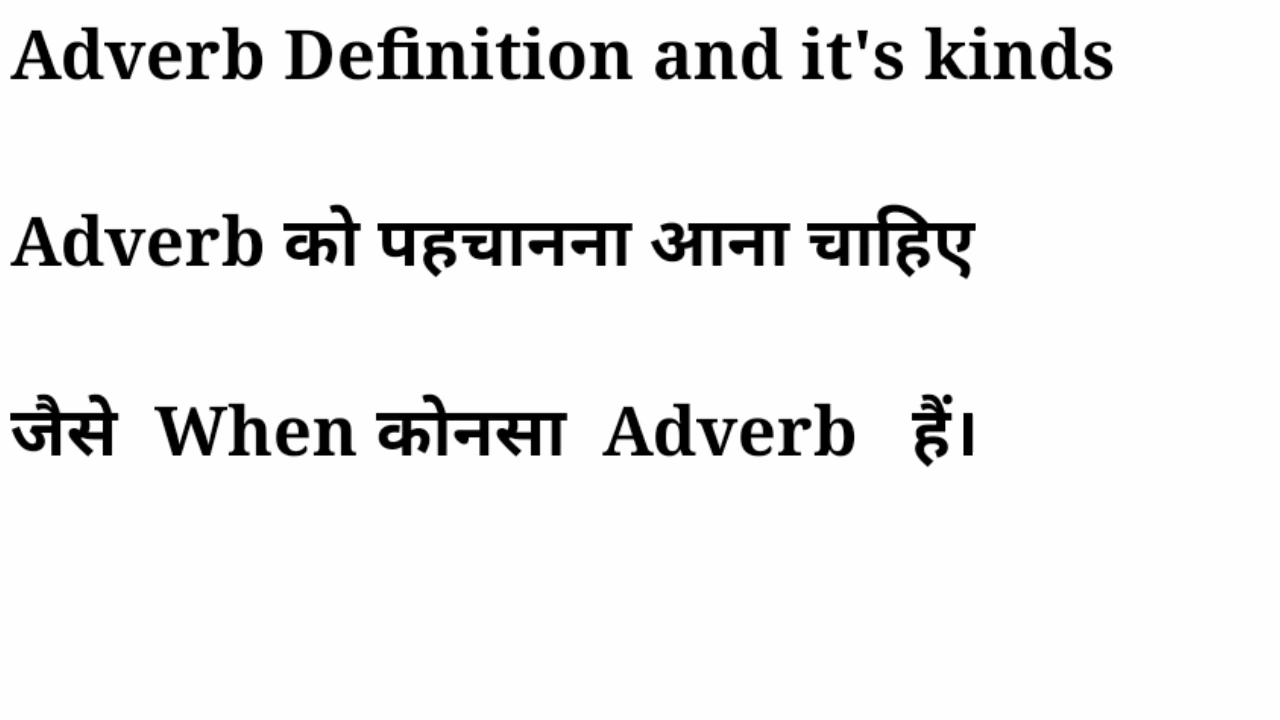 Adverb Definition and it's kinds
Adverb को पहचानना आना चाहिए
जैसे When कोनसा Adverb हैं।